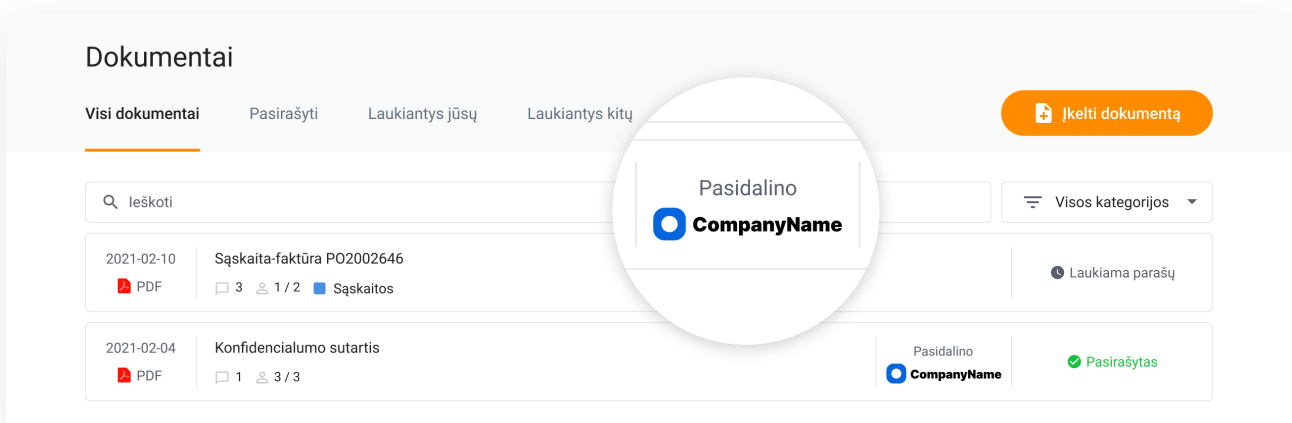 Dokumentai
Visi dokumentai Pasirašyti Laukiantys jūsų Laukiantys kitų
Įkelti dokumentą
Ieškoti
Visos kategorijos
Pasidalino
CompanyName
2021-02-10 Sąskaita-faktūra PO2002646
PDF 3 1 / 2 Sąskaitos
Laukiama parašų
2021-02-04 Konfidencialumo sutartis
PDF 1 3 / 3
Pasidalino
CompanyName
Pasirašytas